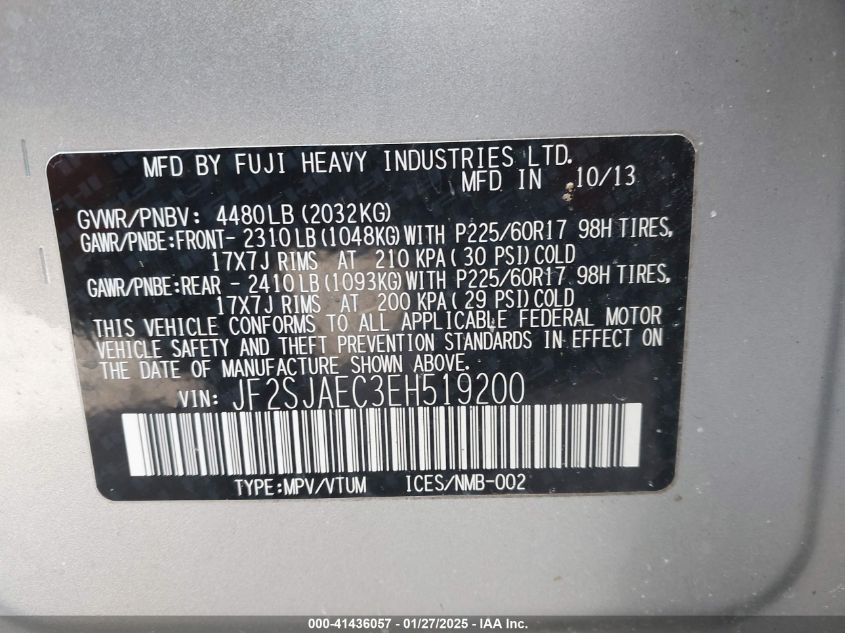 MFD BY FUJI HEAVY INDUSTRIES LTD.
MFD IN 10/13
GVWR/PNBV: 4480LB(2032KG)
GAWR/PNBE:FRONT- 2310LB(1048KG)WITH P225/60R17 98H TIRES,
17X7J RIMS AT 210 KPA(30 PSI)COLD
GAWR/PNBE:REAR - 2410LB(1093KG)WITH P225/60R17 98H TIRES,
17X7J RIMS AT 200 KPA(29 PSI)COLD
THIS VEHICLE CONFORMS TO ALL APPLICABLE FEDERAL MOTOR
VEHICLE SAFETY AND THEFT PREVENTION STANDARDS IN EFFECT ON
THE DATE OF MANUFACTURE SHOWN ABOVE.
VIN: JF2SJAEC3EH519200
TYPE:MPV/VTUM ICES/NMB-002
000-41436057 - 01/27/2025 - IAA Inc.